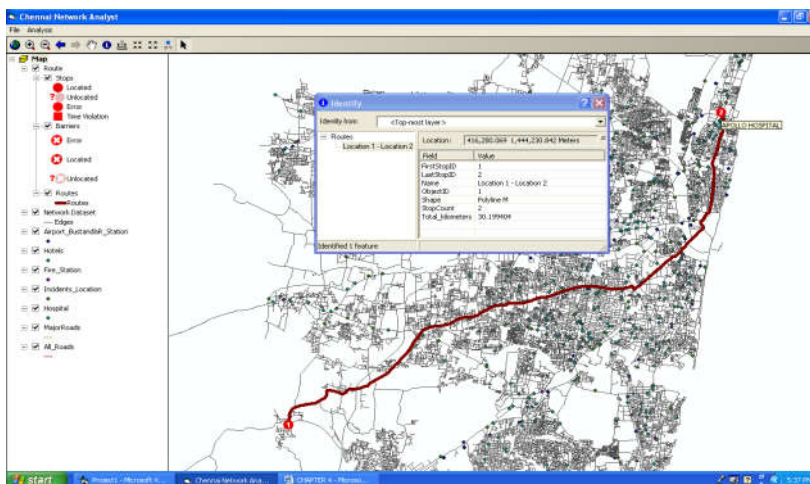 Chennai Network Analyst
File Analysis
Map
Route
Stops
Located
Unlocated
Error
Time Violation
Barriers
Error
Located
Unlocated
Routes
Routes
Network Dataset
Edges
Hotels
Fire_Station
Incidents_Location
Hospital
MajorRoads
All_Roads
Identify
Identify from: <Top-most layer>
Routes
Location 1 - Location 2
Location: 416,280.069 1,444,230.842 Meters
Field Value
FirstStopID 1
LastStopID 2
Name Location 1 - Location 2
ObjectID 1
Shape Polyline M
StopCount 2
Total_kilometers 30.199404
Identified 1 feature
2
APOLLO HOSPITAL
1
start
Project1 - Microsoft V...
Chennai Network Anal...
CHAPTER 4 - Microso...